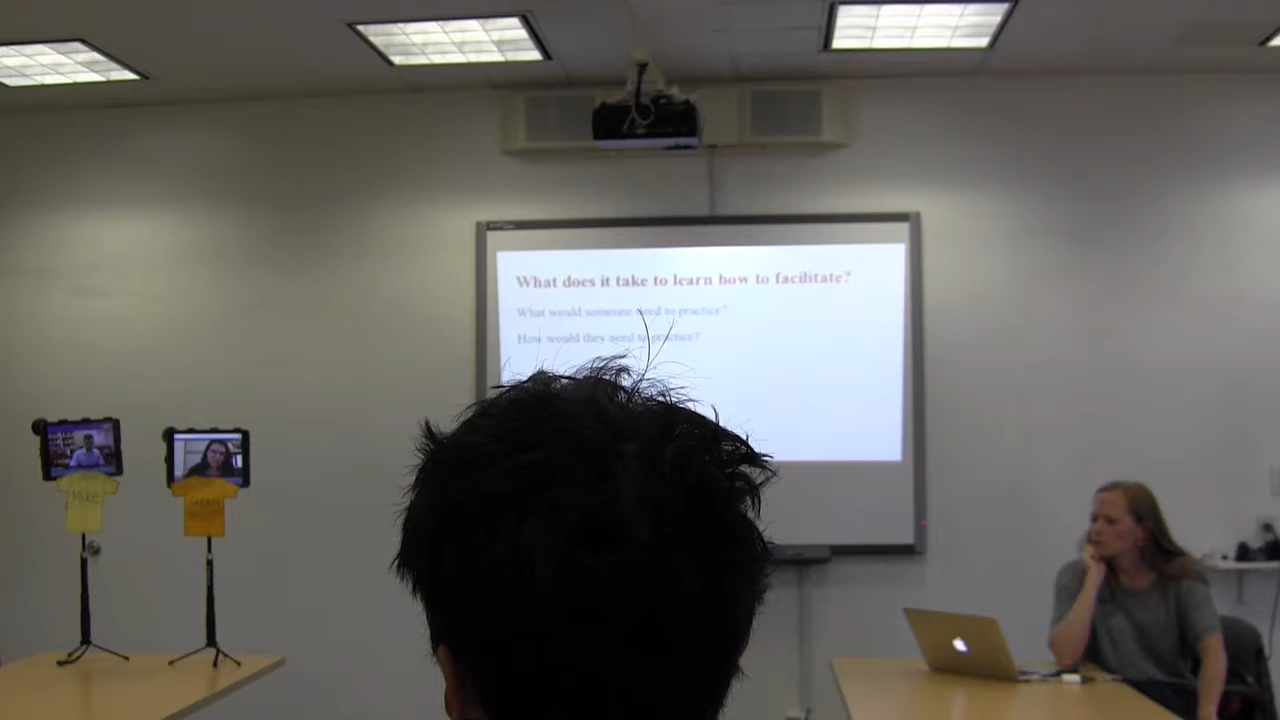 What does it take to learn how to facilitate?
What would someone need to practice?
How would they need to practice?
Mike